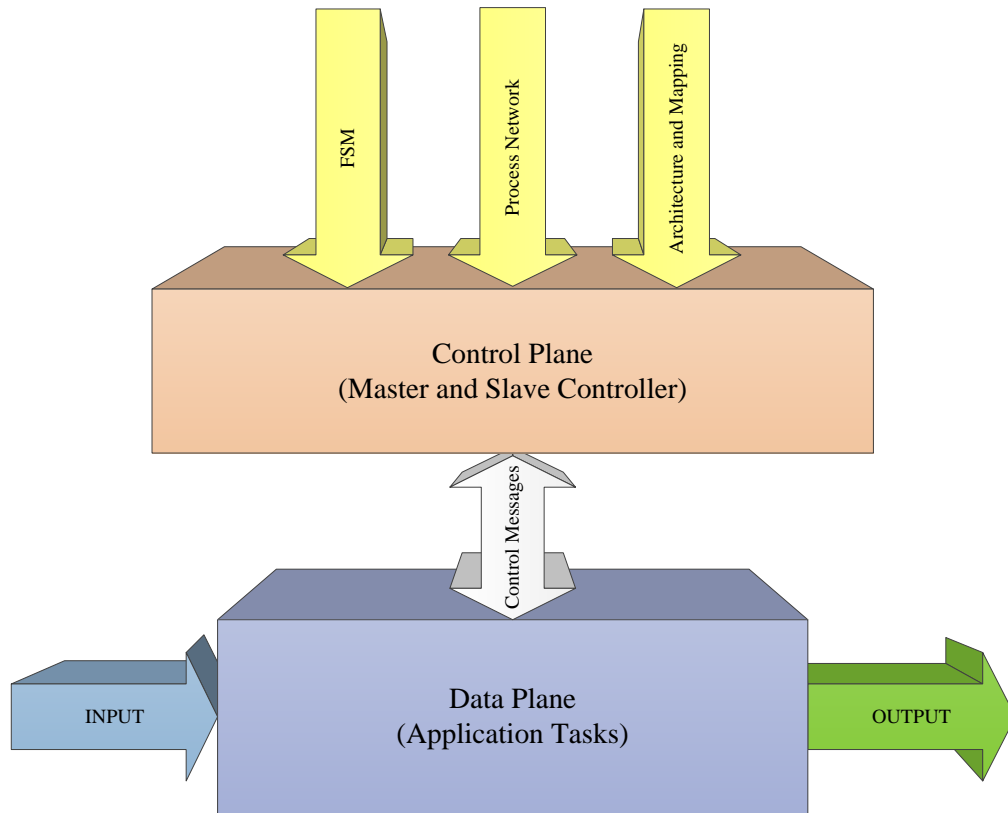 FSM
Process Network
Architecture and Mapping
Control Plane
(Master and Slave Controller)
Control Messages
INPUT
Data Plane
(Application Tasks)
OUTPUT